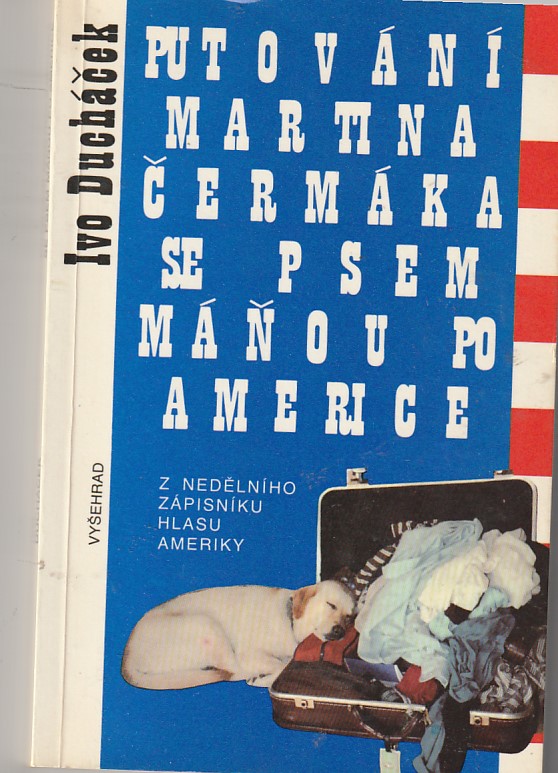 Ivo Ducháček
PUTOVÁNÍ
MARTINA
ČERMÁKA
SE PSEM
MÁŇOU PO
AMERICE
Z NEDĚLNÍHO
ZÁPISNÍKU
HLASU
AMERIKY
VYŠEHRAD